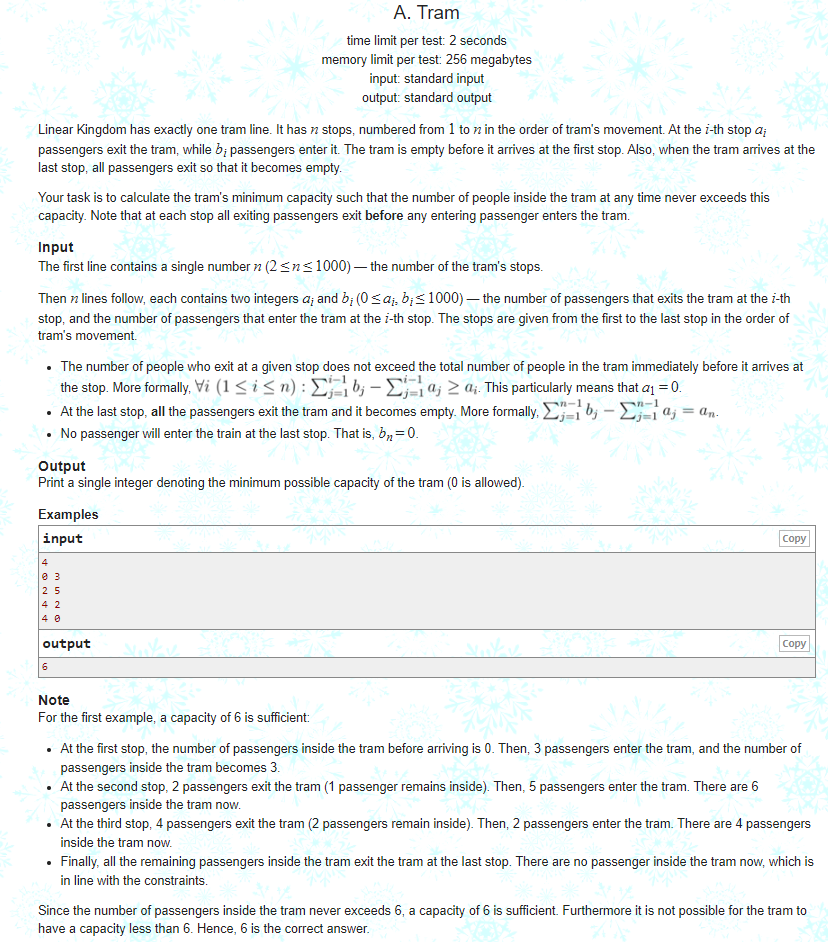 A. Tram
time limit per test: 2 seconds
memory limit per test: 256 megabytes
input: standard input
output: standard output
Linear Kingdom has exactly one tram line. It has n stops, numbered from 1 to n in the order of tram's movement. At the i-th stop aᵢ
passengers exit the tram, while bᵢ passengers enter it. The tram is empty before it arrives at the first stop. Also, when the tram arrives at the
last stop, all passengers exit so that it becomes empty.
Your task is to calculate the tram's minimum capacity such that the number of people inside the tram at any time never exceeds this
capacity. Note that at each stop all exiting passengers exit before any entering passenger enters the tram.
Input
The first line contains a single number n (2 ≤ n ≤ 1000) — the number of the tram's stops.
Then n lines follow, each contains two integers aᵢ and bᵢ (0 ≤ aᵢ, bᵢ ≤ 1000) — the number of passengers that exits the tram at the i-th
stop, and the number of passengers that enter the tram at the i-th stop. The stops are given from the first to the last stop in the order of
tram's movement.
• The number of people who exit at a given stop does not exceed the total number of people in the tram immediately before it arrives at
the stop. More formally, ∀i (1 ≤ i ≤ n) : ∑_{j=1}^{i−1} b_j − ∑_{j=1}^{i−1} a_j ≥ a_i. This particularly means that a₁ = 0.
• At the last stop, all the passengers exit the tram and it becomes empty. More formally, ∑_{j=1}^{n−1} b_j − ∑_{j=1}^{n−1} a_j = a_n.
• No passenger will enter the train at the last stop. That is, b_n = 0.
Output
Print a single integer denoting the minimum possible capacity of the tram (0 is allowed).
Examples
input
Copy
4
0 3
2 5
4 2
4 0
output
Copy
6
Note
For the first example, a capacity of 6 is sufficient:
• At the first stop, the number of passengers inside the tram before arriving is 0. Then, 3 passengers enter the tram, and the number of
passengers inside the tram becomes 3.
• At the second stop, 2 passengers exit the tram (1 passenger remains inside). Then, 5 passengers enter the tram. There are 6
passengers inside the tram now.
• At the third stop, 4 passengers exit the tram (2 passengers remain inside). Then, 2 passengers enter the tram. There are 4 passengers
inside the tram now.
• Finally, all the remaining passengers inside the tram exit the tram at the last stop. There are no passenger inside the tram now, which is
in line with the constraints.
Since the number of passengers inside the tram never exceeds 6, a capacity of 6 is sufficient. Furthermore it is not possible for the tram to
have a capacity less than 6. Hence, 6 is the correct answer.